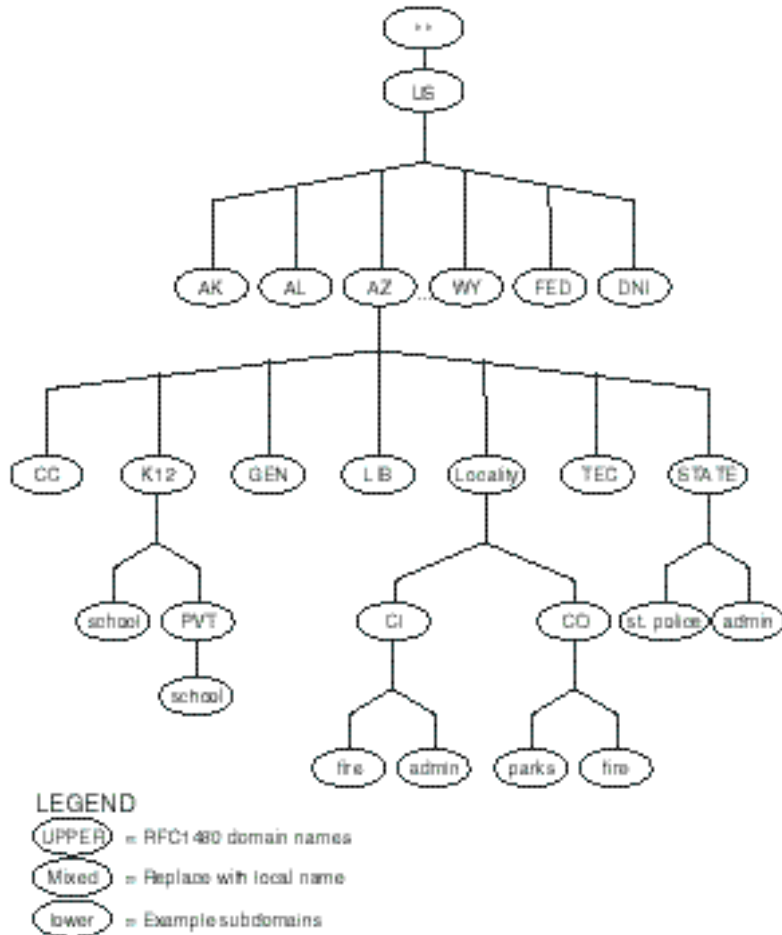 " "
US
AK AL AZ ... WY FED DNI
CC K12 GEN LIB Locality TEC STATE
school PVT CI CO st. police admin
school
fire admin parks fire
LEGEND
UPPER = RFC1480 domain names
Mixed = Replace with local name
lower = Example subdomains